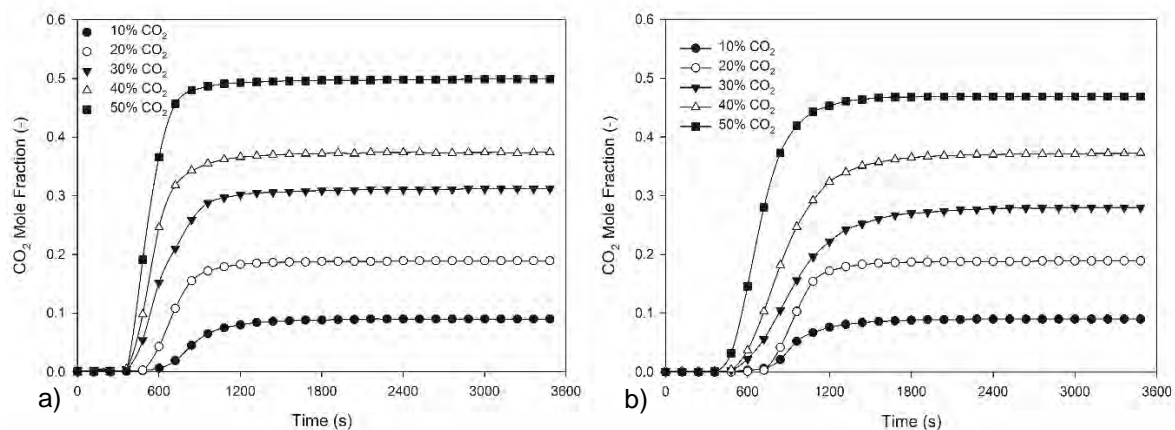 0.6
0.5
0.4
0.3
0.2
0.1
0.0
CO₂ Mole Fraction (-)
10% CO₂
20% CO₂
30% CO₂
40% CO₂
50% CO₂
0 600 1200 1800 2400 3000 3600
Time (s)
a)
0.6
0.5
0.4
0.3
0.2
0.1
0.0
CO₂ Mole Fraction (-)
10% CO₂
20% CO₂
30% CO₂
40% CO₂
50% CO₂
0 600 1200 1800 2400 3000 3600
Time (s)
b)